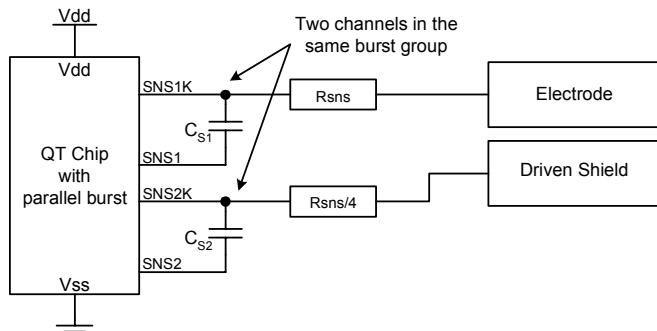 Vdd
Two channels in the
same burst group
Vdd
SNS1K
Rsns
Electrode
CS1
QT Chip
with
parallel burst
SNS1
Driven Shield
SNS2K
Rsns/4
CS2
SNS2
Vss